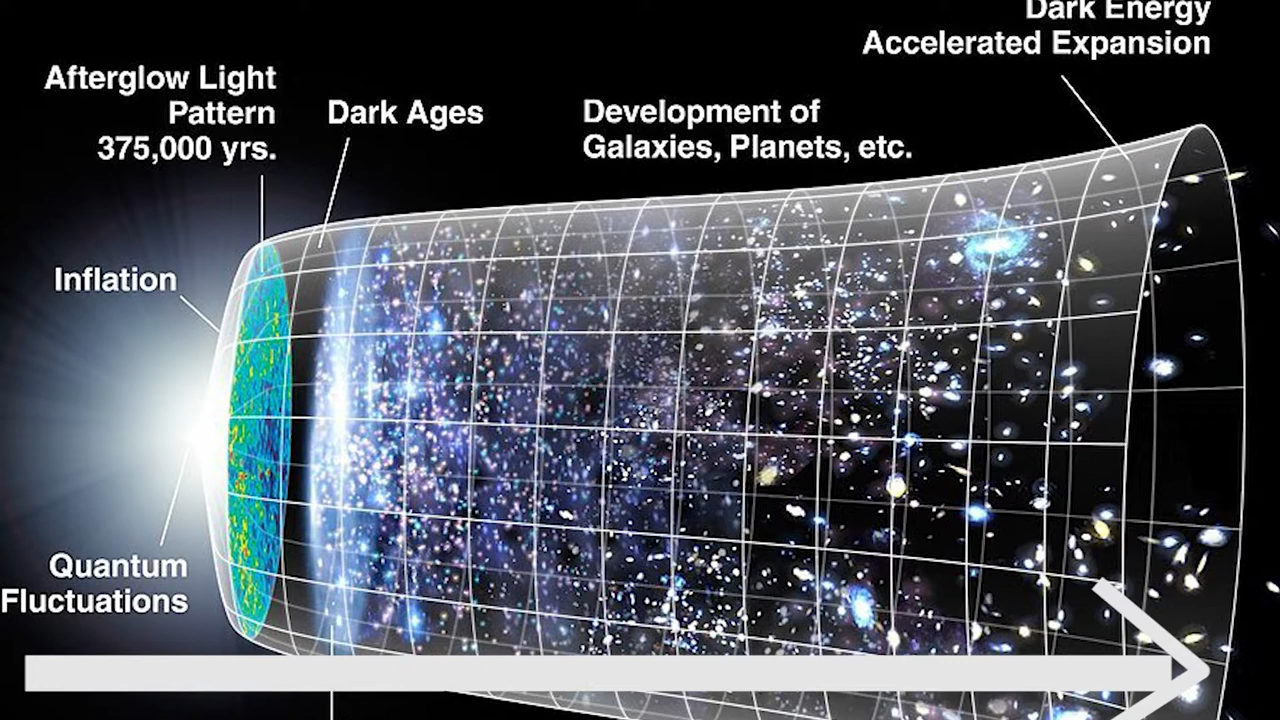 Dark Energy
Accelerated Expansion
Afterglow Light
Pattern
375,000 yrs.
Dark Ages
Development of
Galaxies, Planets, etc.
Inflation
Quantum
Fluctuations